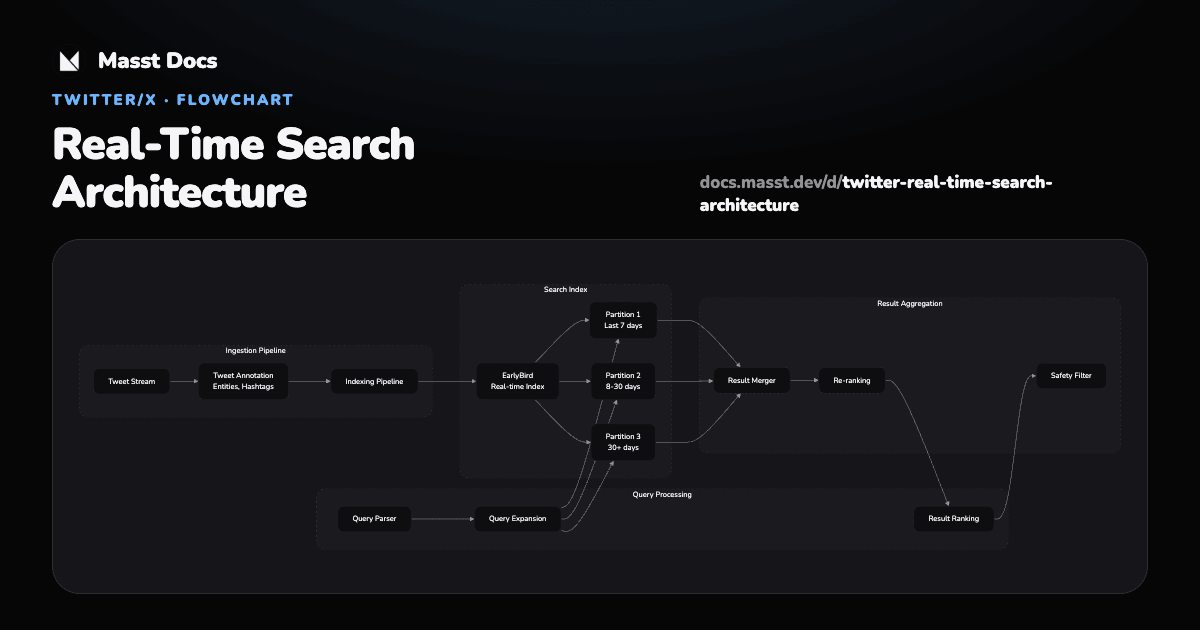 Masst Docs
TWITTER/X · FLOWCHART
Real-Time Search
Architecture
docs.masst.dev/d/twitter-real-time-search-
architecture
Ingestion Pipeline
Tweet Stream
Tweet Annotation
Entities, Hashtags
Indexing Pipeline
Search Index
EarlyBird
Real-time Index
Partition 1
Last 7 days
Partition 2
8-30 days
Partition 3
30+ days
Result Aggregation
Result Merger
Re-ranking
Safety Filter
Query Processing
Query Parser
Query Expansion
Result Ranking